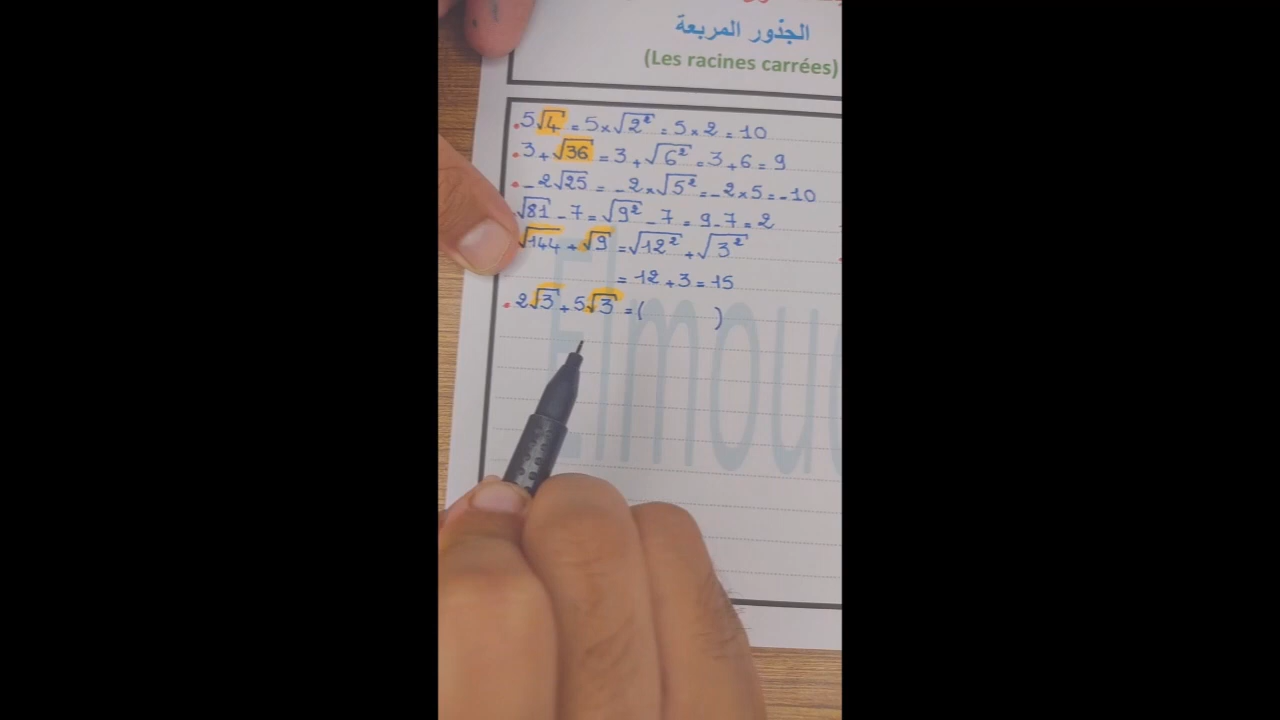 الجذور المربعة
(Les racines carrées)
.5√4 = 5×√2² = 5×2 = 10
.3+√36 = 3+√6² = 3+6 = 9
.-2√25 = -2×√5² = -2×5 = -10
√81 - 7 = √9² - 7 = 9-7 = 2
√144 + √9 = √12² + √3²
= 12+3 = 15
.2√3 + 5√3 = (      )
Elmou